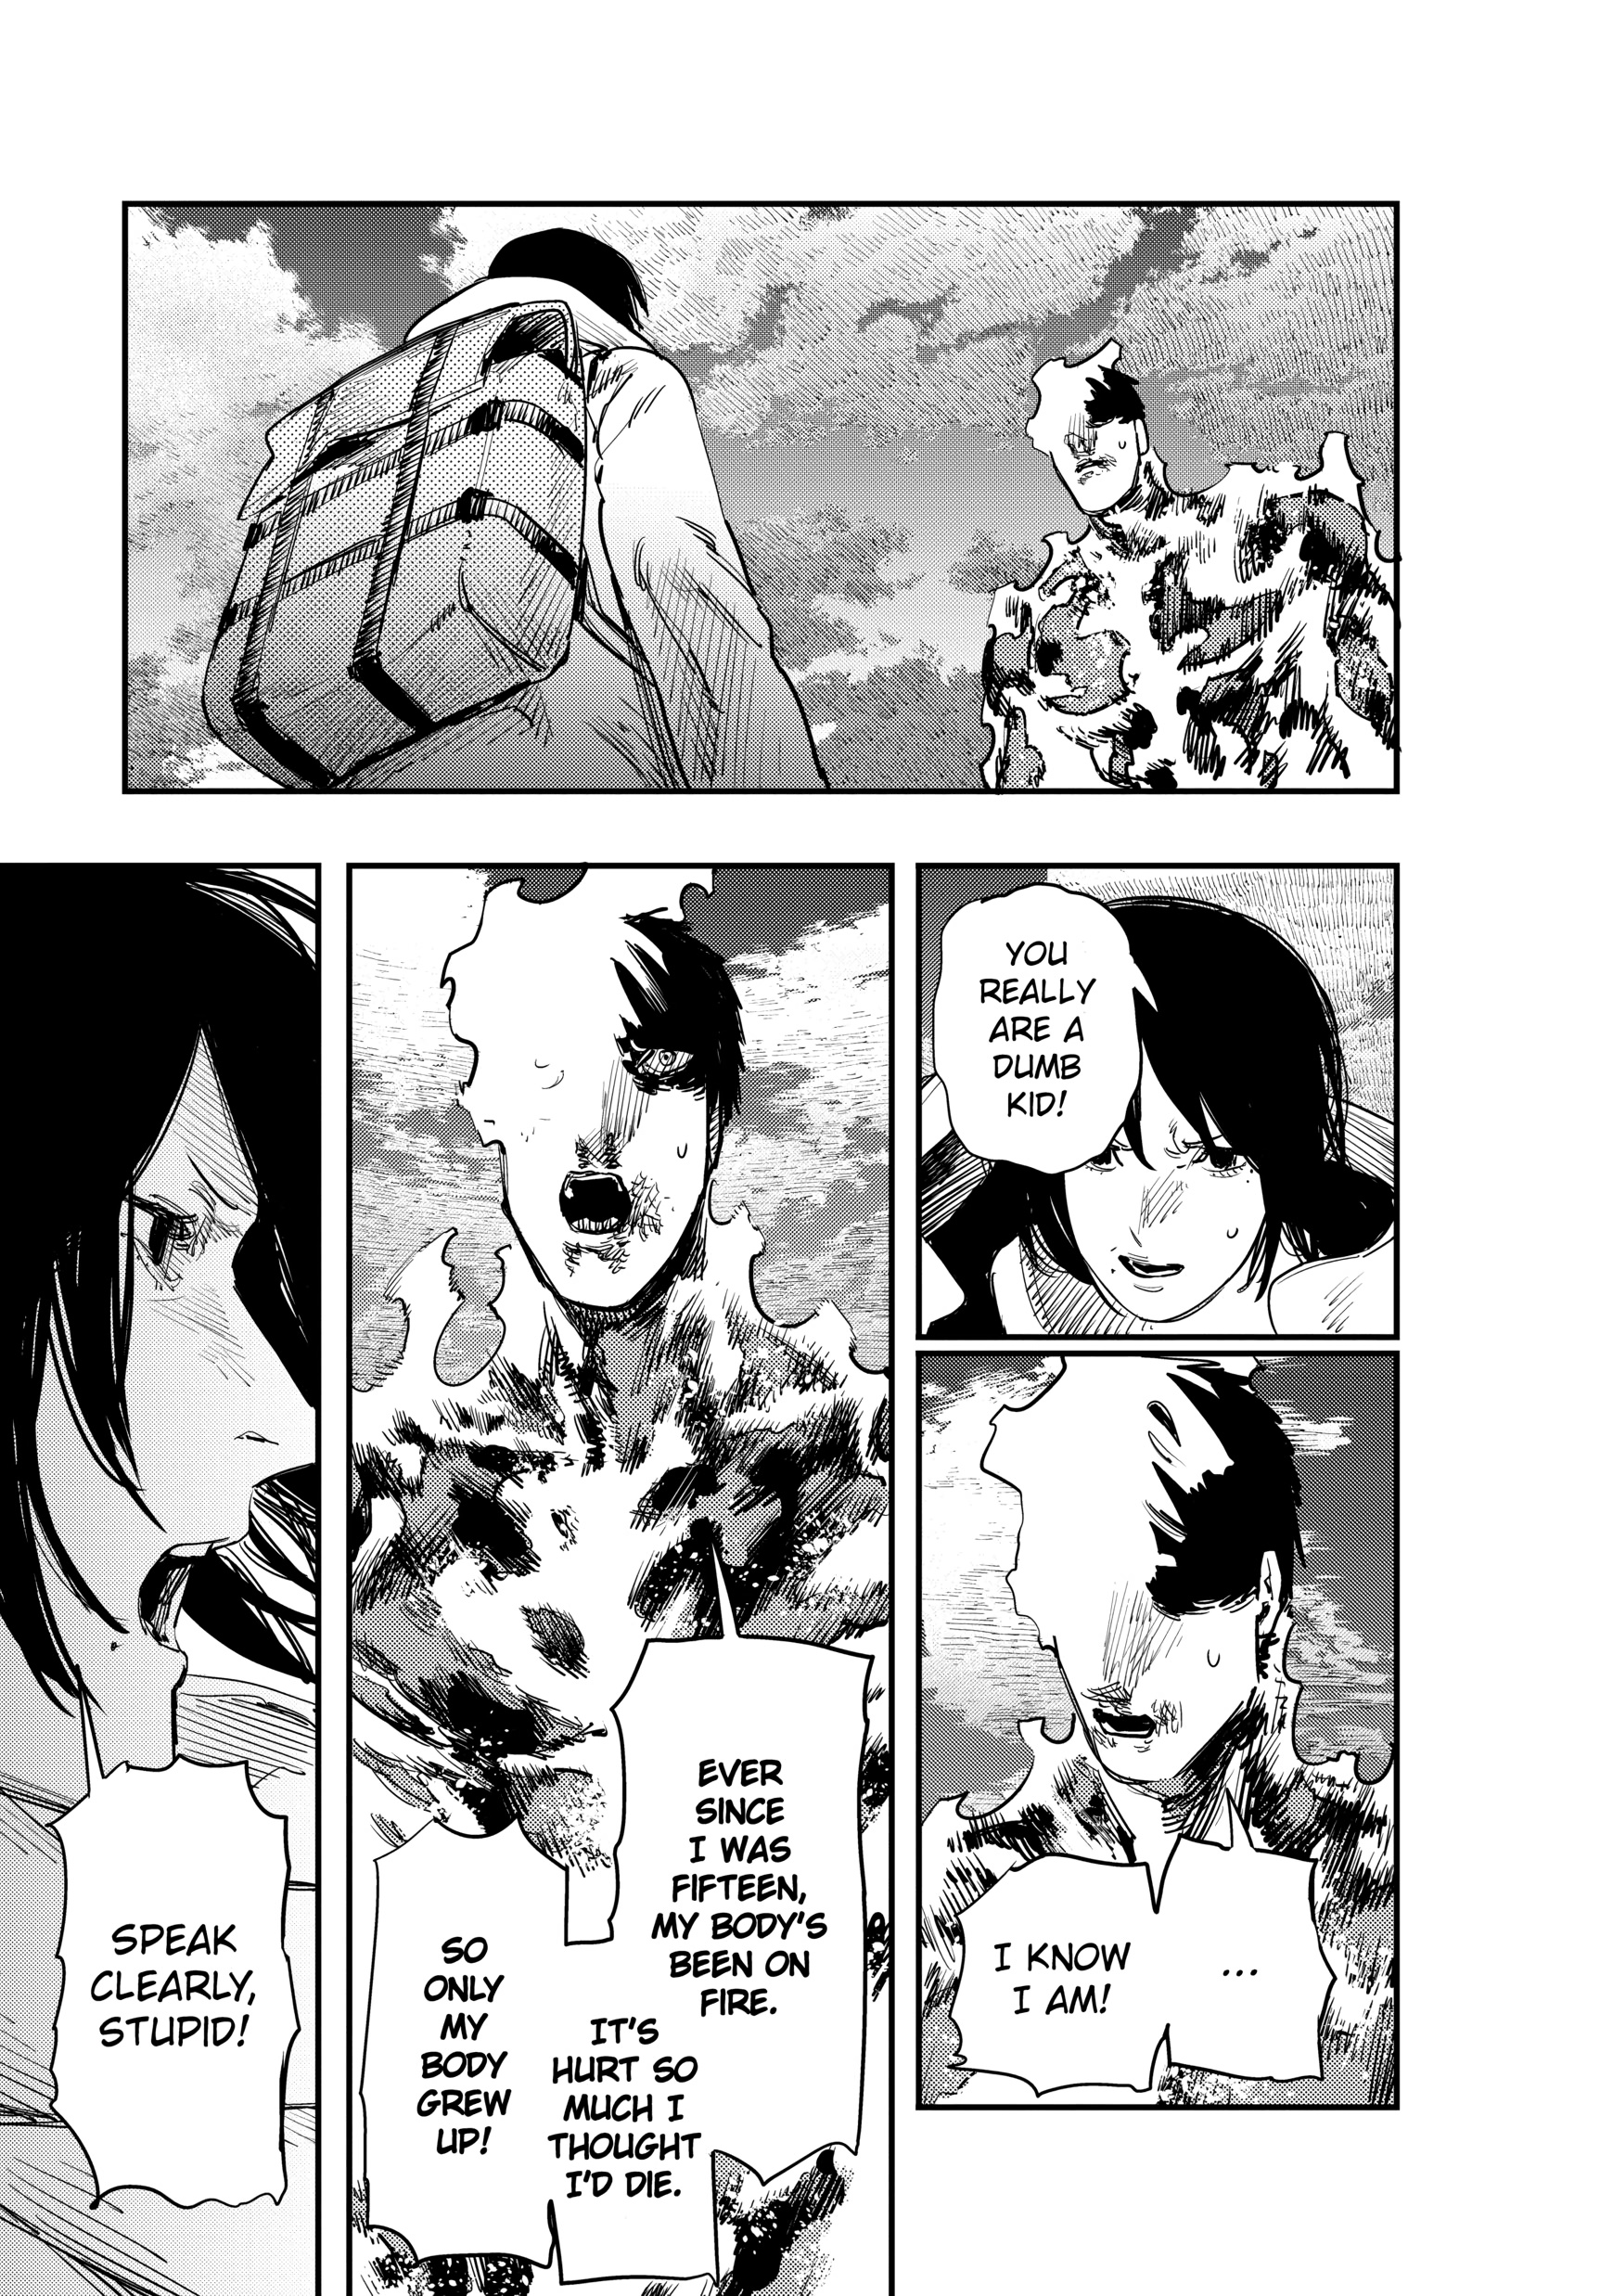 YOU
REALLY
ARE A
DUMB
KID!
...
I KNOW
I AM!
EVER
SINCE
I WAS
FIFTEEN,
MY BODY'S
BEEN ON
FIRE.
IT'S
HURT SO
MUCH I
THOUGHT
I'D DIE.
SO
ONLY
MY
BODY
GREW
UP!
SPEAK
CLEARLY,
STUPID!